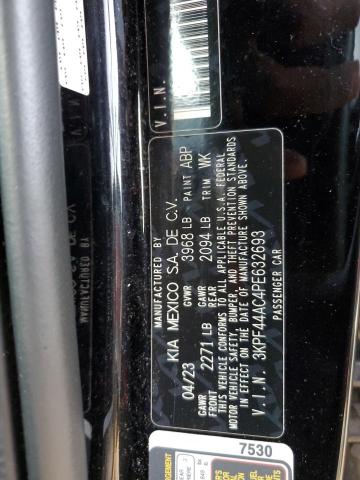 KIA MEXICO S.A. DE C.V.
04/23 GVWR 3968 LB PAINT ABP
GAWR FRONT 2271 LB GAWR REAR 2094 LB TRIM WK
THIS VEHICLE CONFORMS TO ALL APPLICABLE U.S.A. FEDERAL
MOTOR VEHICLE SAFETY, BUMPER, AND THEFT PREVENTION STANDARDS
IN EFFECT ON THE DATE OF MANUFACTURE SHOWN ABOVE.
V.I.N. 3KPF44AC4PE632693
PASSENGER CAR
V.I.N.
7530